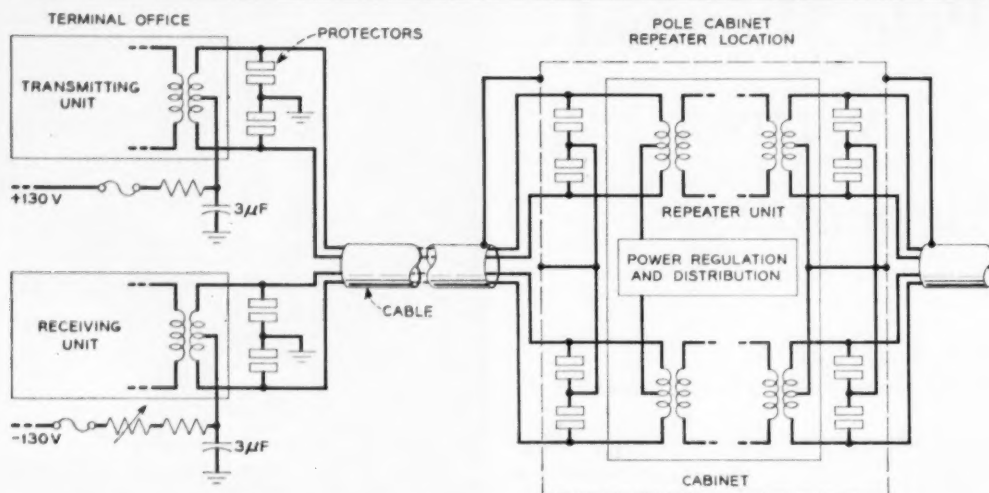 TERMINAL OFFICE
PROTECTORS
TRANSMITTING
UNIT
+130 V
3μF
RECEIVING
UNIT
-130 V
3μF
CABLE
POLE CABINET
REPEATER LOCATION
REPEATER UNIT
POWER REGULATION
AND DISTRIBUTION
CABINET